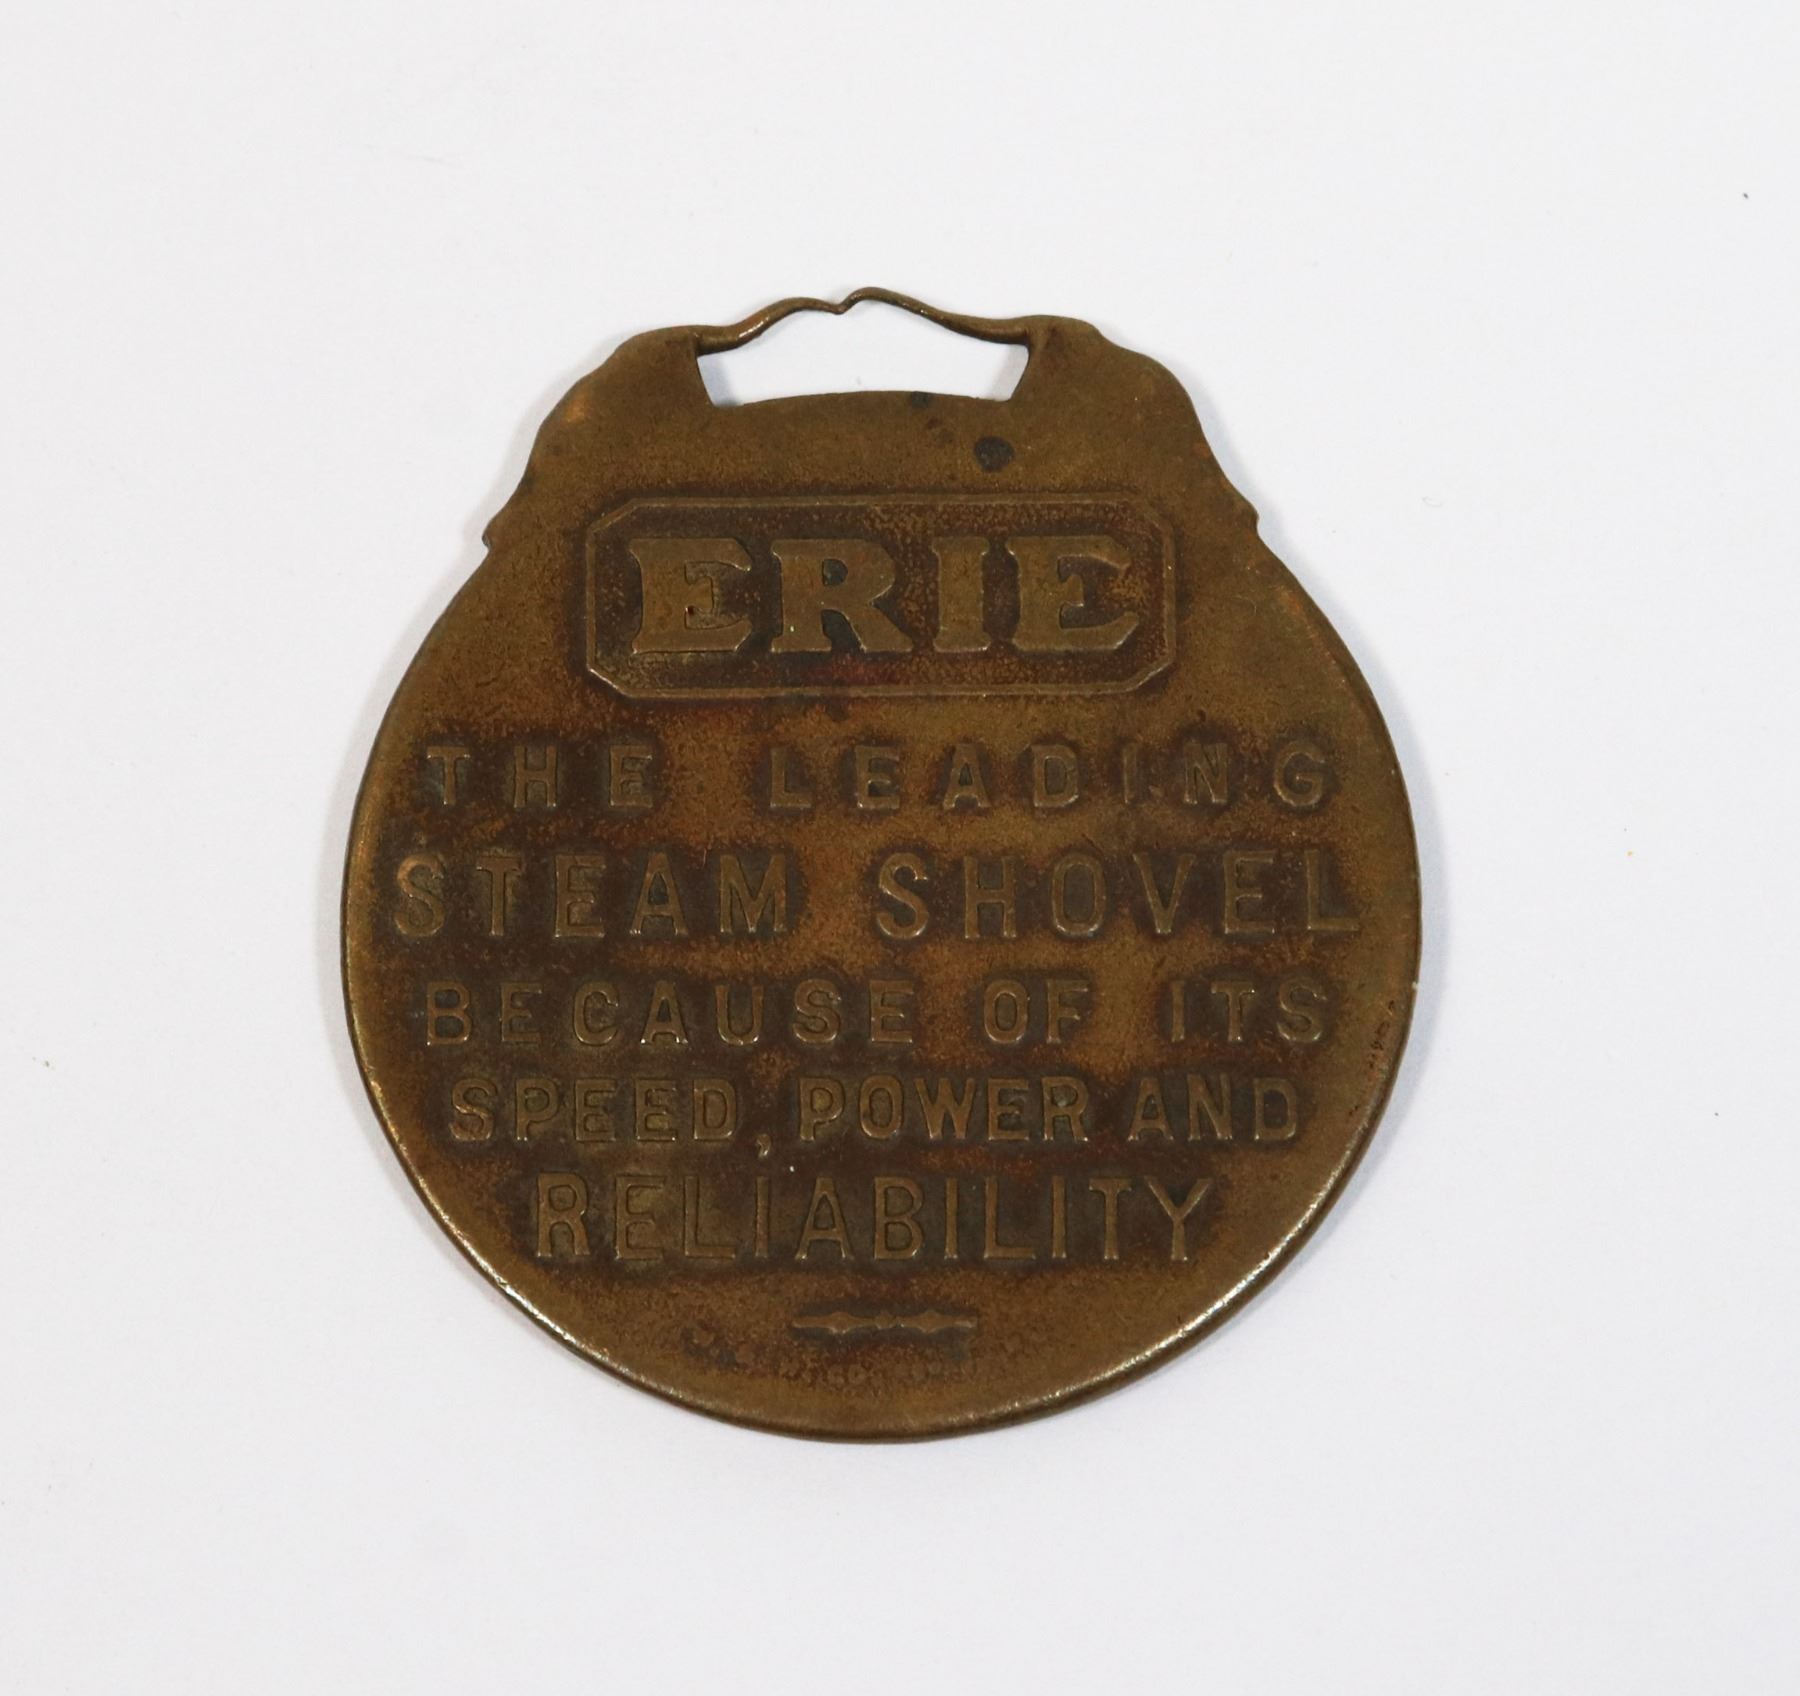 ERIE
THE LEADING
STEAM SHOVEL
BECAUSE OF ITS
SPEED, POWER AND
RELIABILITY